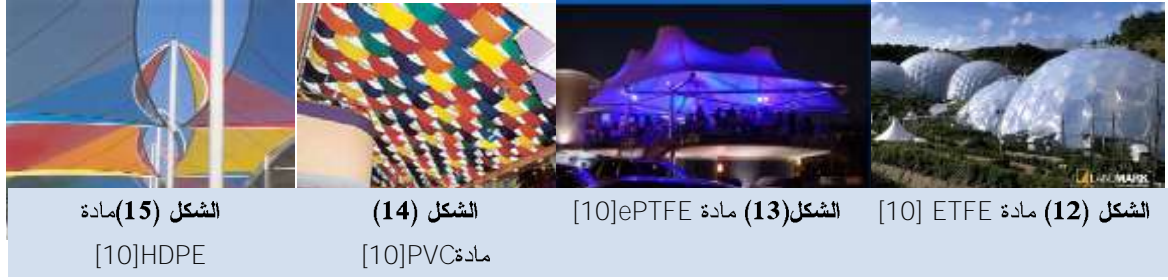 LANDMARK
الشكل (12) مادة ETFE [10]
الشكل(13) مادة ePTFE[10]
الشكل (14)
مادةPVC[10]
الشكل (15)مادة
HDPE[10]